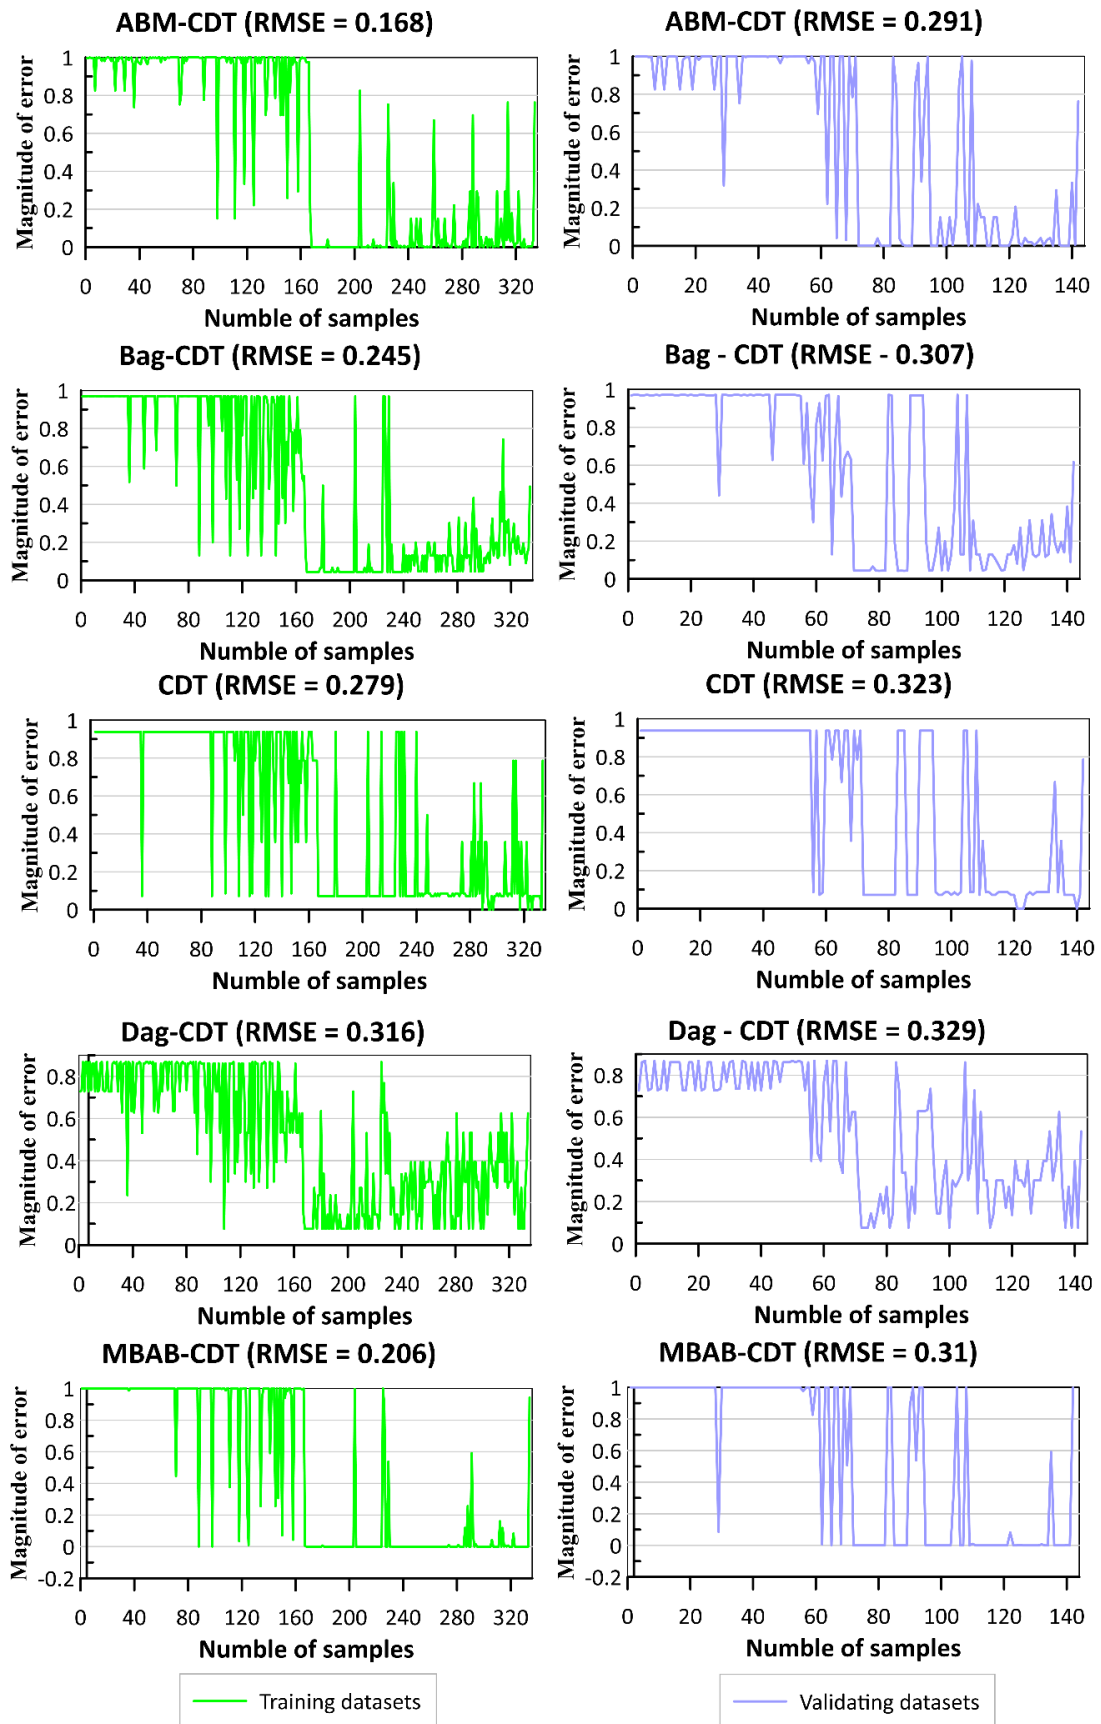 ABM-CDT (RMSE = 0.168)
ABM-CDT (RMSE = 0.291)
Magnitude of error
1
0.8
0.6
0.4
0.2
0
0 40 80 120 160 200 240 280 320
Numble of samples
Magnitude of error
1
0.8
0.6
0.4
0.2
0
0 20 40 60 80 100 120 140
Numble of samples
Bag-CDT (RMSE = 0.245)
Bag - CDT (RMSE - 0.307)
Magnitude of error
1
0.8
0.6
0.4
0.2
0
0 40 80 120 160 200 240 280 320
Numble of samples
Magnitude of error
1
0.8
0.6
0.4
0.2
0
0 20 40 60 80 100 120 140
Numble of samples
CDT (RMSE = 0.279)
CDT (RMSE = 0.323)
Magnitude of error
1
0.8
0.6
0.4
0.2
0
0 40 80 120 160 200 240 280 320
Numble of samples
Magnitude of error
1
0.8
0.6
0.4
0.2
0
0 20 40 60 80 100 120 140
Numble of samples
Dag-CDT (RMSE = 0.316)
Dag - CDT (RMSE = 0.329)
Magnitude of error
0.8
0.6
0.4
0.2
0
0 40 80 120 160 200 240 280 320
Numble of samples
Magnitude of error
0.8
0.6
0.4
0.2
0
0 20 40 60 80 100 120 140
Numble of samples
MBAB-CDT (RMSE = 0.206)
MBAB-CDT (RMSE = 0.31)
Magnitude of error
1
0.8
0.6
0.4
0.2
0
-0.2
0 40 80 120 160 200 240 280 320
Numble of samples
Magnitude of error
1
0.8
0.6
0.4
0.2
0
-0.2
0 20 40 60 80 100 120 140
Numble of samples
Training datasets
Validating datasets